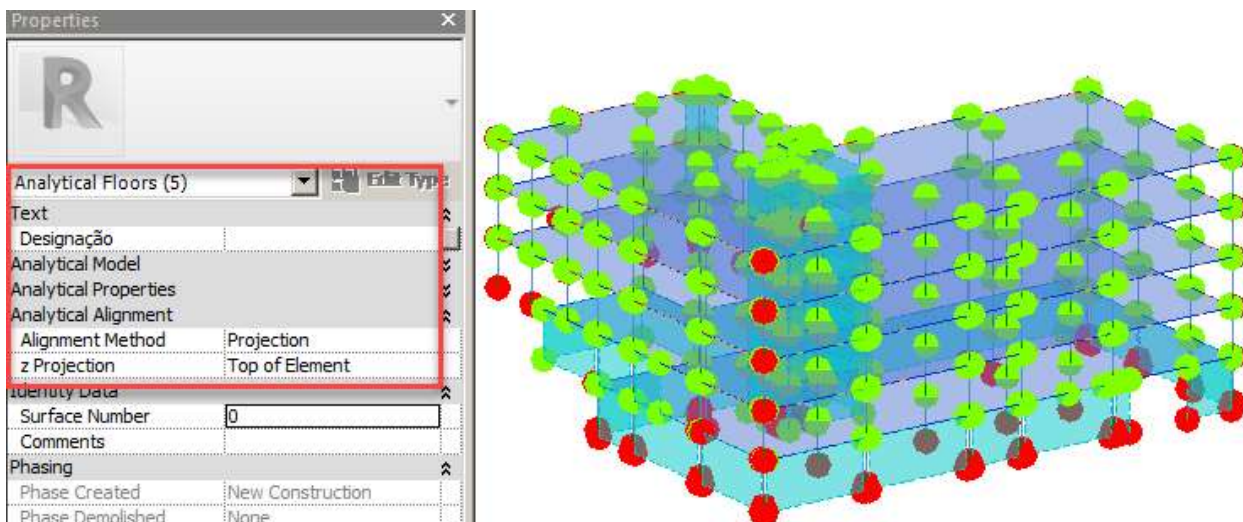 Properties
Analytical Floors (5)
Edit Type
Text
Designação
Analytical Model
Analytical Properties
Analytical Alignment
Alignment Method Projection
z Projection Top of Element
Identity Data
Surface Number 0
Comments
Phasing
Phase Created New Construction
Phase Demolished None